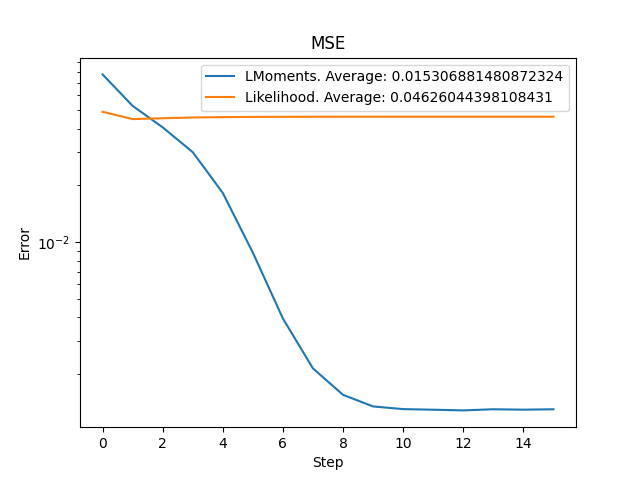 MSE
LMoments. Average: 0.015306881480872324
Likelihood. Average: 0.04626044398108431
Error
10⁻²
0 2 4 6 8 10 12 14
Step